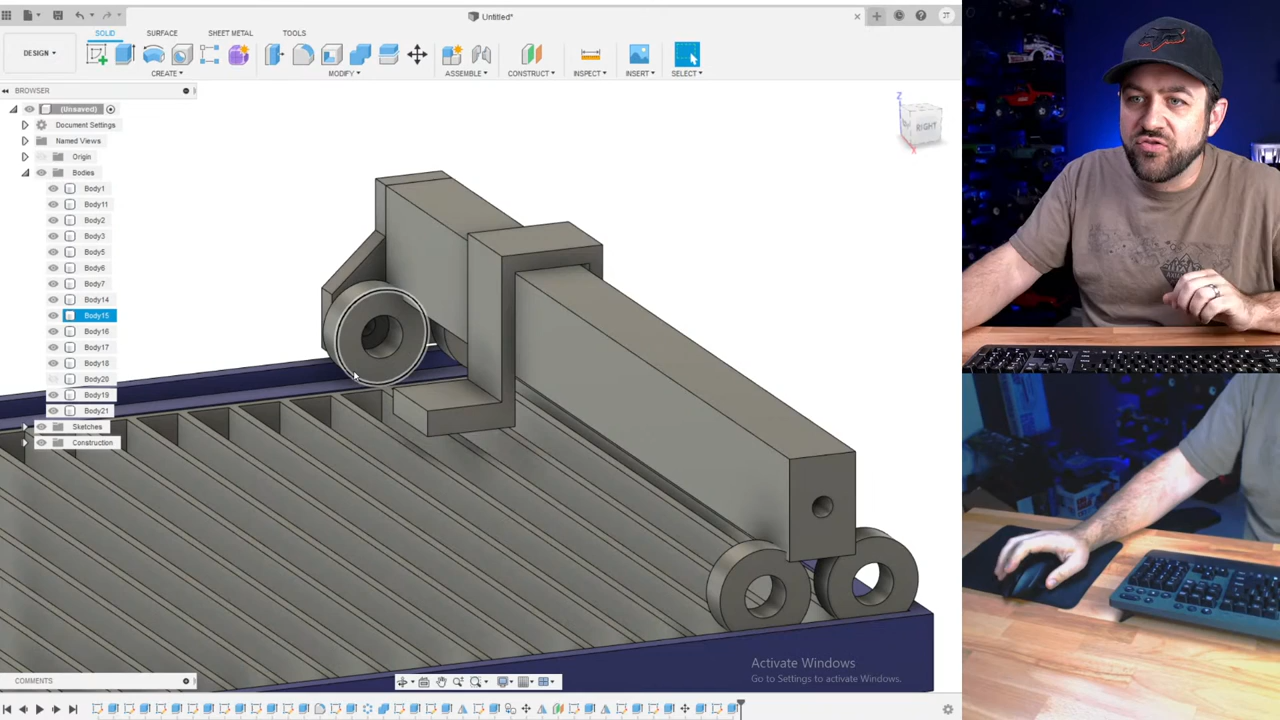 Untitled*
JT
SOLID
SURFACE
SHEET METAL
TOOLS
DESIGN
CREATE
MODIFY
ASSEMBLE
CONSTRUCT
INSPECT
INSERT
SELECT
BROWSER
(Unsaved)
Document Settings
Named Views
Origin
Bodies
Body1
Body11
Body2
Body3
Body5
Body6
Body7
Body14
Body15
Body16
Body17
Body18
Body20
Body19
Body21
Sketches
Construction
Z
RIGHT
Activate Windows
Go to Settings to activate Windows.
COMMENTS